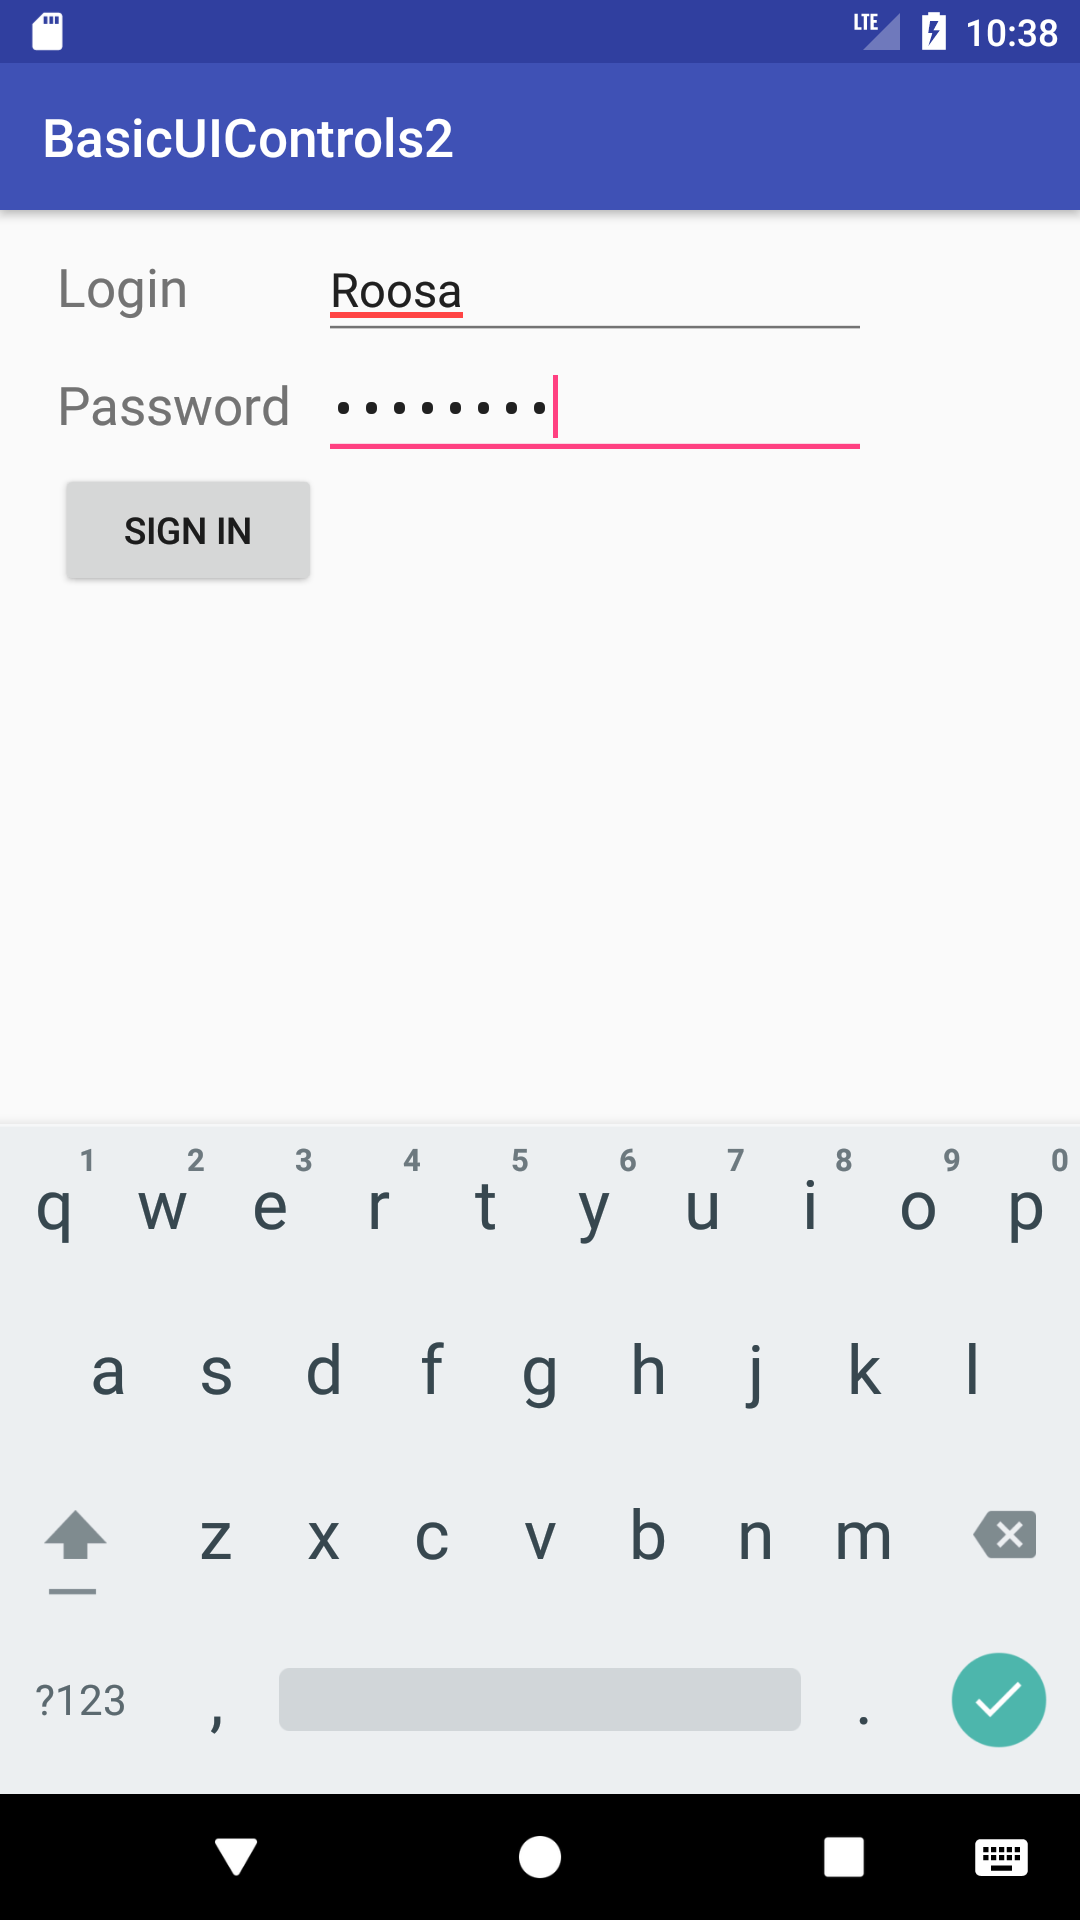 LTE 10:38
BasicUIControls2
Login Roosa
Password ••••••••
SIGN IN
1 2 3 4 5 6 7 8 9 0
q w e r t y u i o p
a s d f g h j k l
z x c v b n m
?123 , .